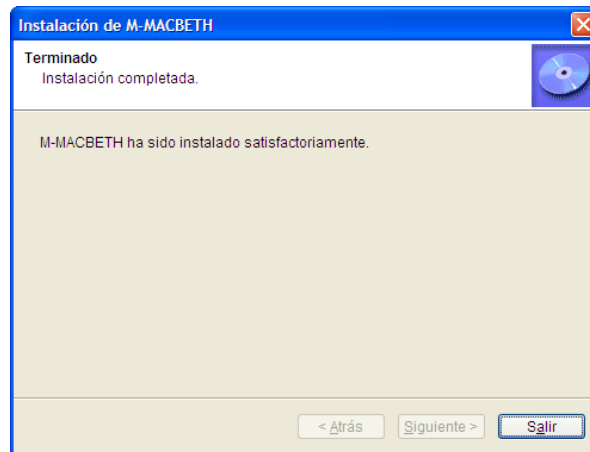 Instalación de M-MACBETH
Terminado
Instalación completada.
M-MACBETH ha sido instalado satisfactoriamente.
< Atrás
Siguiente >
Salir